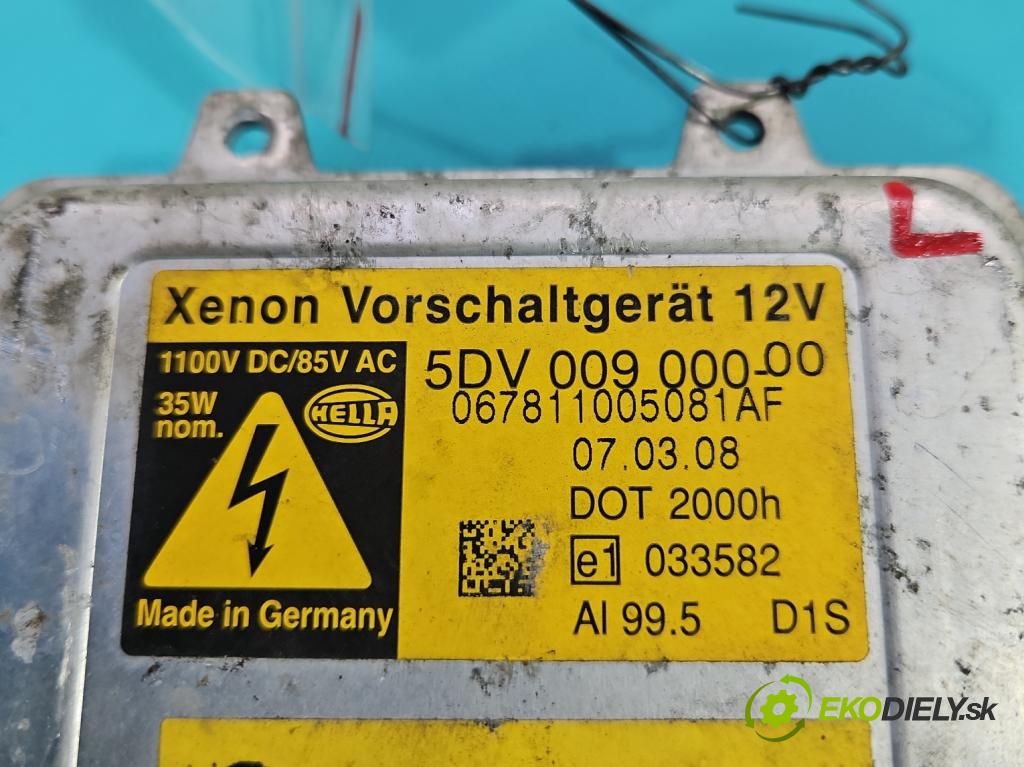 L
Xenon Vorschaltgerät 12V
1100V DC/85V AC
35W
nom.
HELLA
Made in Germany
5DV 009 000-00
067811005081AF
07.03.08
DOT 2000h
e1 033582
Al 99.5 D1S
EKODIELY.sk